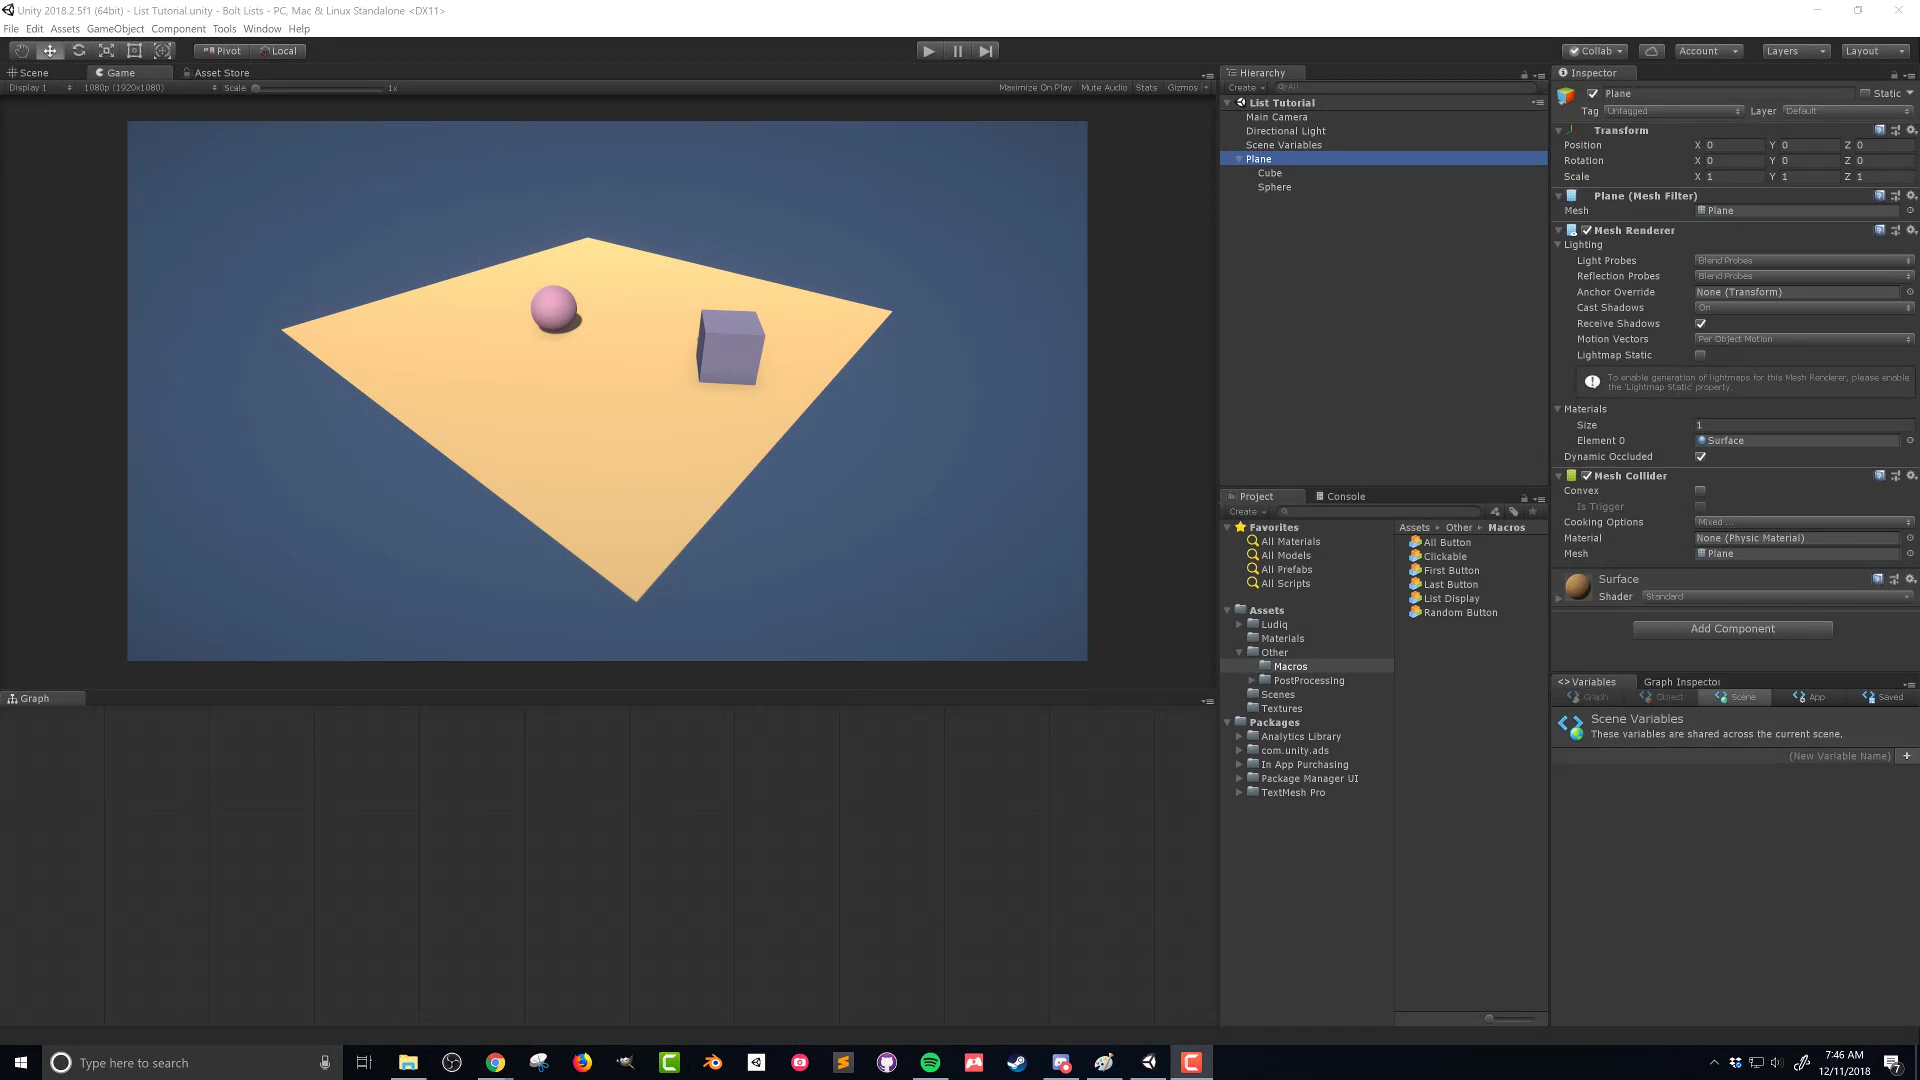 Unity 2018.2.5f1 (64bit) - List Tutorial.unity - Bolt Lists - PC, Mac & Linux Standalone <DX11>
File Edit Assets GameObject Component Tools Window Help
Pivot Local
Collab Account Layers Layout
Scene Game Asset Store
Display 1 1080p (1920x1080) Scale 1x Maximize On Play Mute Audio Stats Gizmos
Hierarchy
Create All
List Tutorial
Main Camera
Directional Light
Scene Variables
Plane
Cube
Sphere
Project Console
Create
Favorites
All Materials
All Models
All Prefabs
All Scripts
Assets
Ludiq
Materials
Other
Macros
PostProcessing
Scenes
Textures
Packages
Analytics Library
com.unity.ads
In App Purchasing
Package Manager UI
TextMesh Pro
Assets Other Macros
All Button
Clickable
First Button
Last Button
List Display
Random Button
Inspector
Plane Static
Tag Untagged Layer Default
Transform
Position X 0 Y 0 Z 0
Rotation X 0 Y 0 Z 0
Scale X 1 Y 1 Z 1
Plane (Mesh Filter)
Mesh Plane
Mesh Renderer
Lighting
Light Probes Blend Probes
Reflection Probes Blend Probes
Anchor Override None (Transform)
Cast Shadows On
Receive Shadows
Motion Vectors Per Object Motion
Lightmap Static
To enable generation of lightmaps for this Mesh Renderer, please enable
the 'Lightmap Static' property.
Materials
Size 1
Element 0 Surface
Dynamic Occluded
Mesh Collider
Convex
Is Trigger
Cooking Options Mixed ...
Material None (Physic Material)
Mesh Plane
Surface
Shader Standard
Add Component
<> Variables Graph Inspector
Graph Object Scene App Saved
Scene Variables
These variables are shared across the current scene.
(New Variable Name) +
Graph
Type here to search
7:46 AM
12/11/2018
7